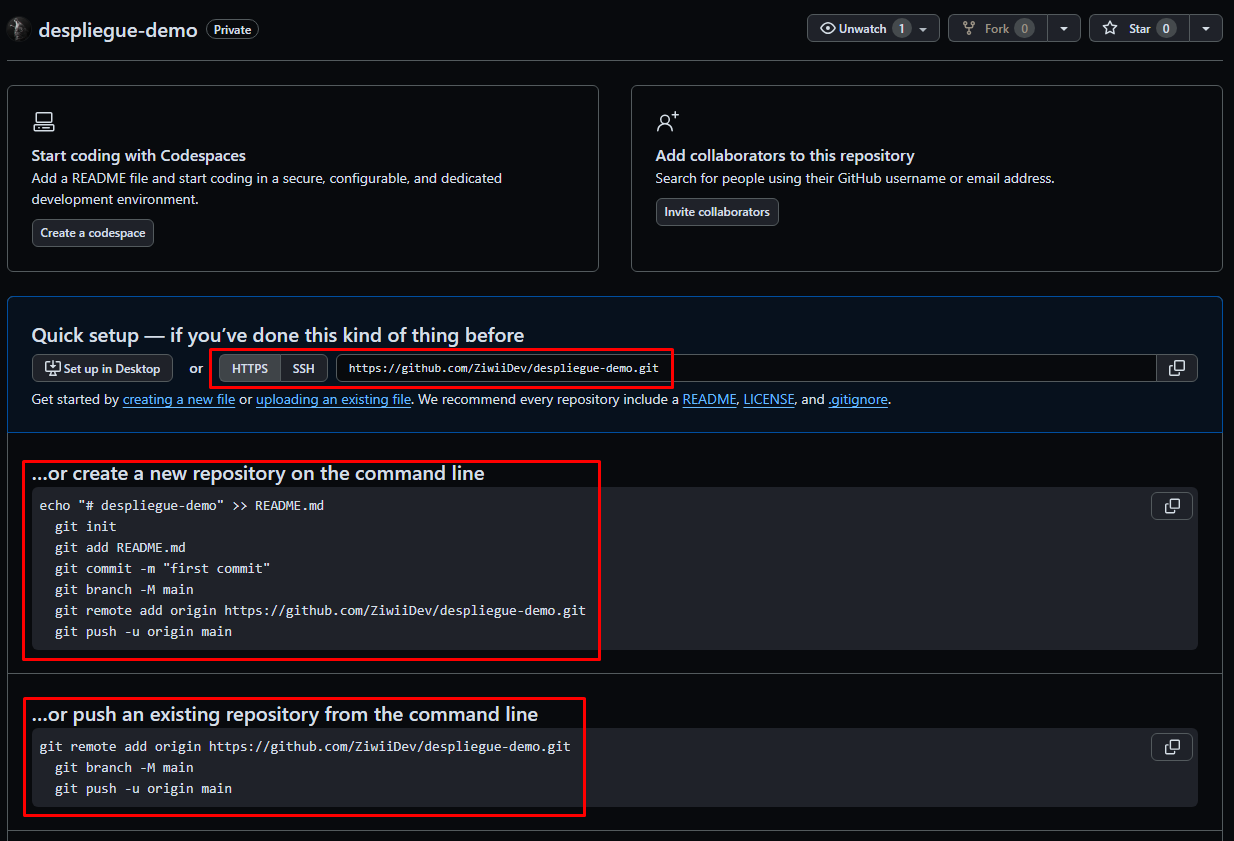 despliegue-demo Private Unwatch 1 Fork 0 Star 0
Start coding with Codespaces
Add a README file and start coding in a secure, configurable, and dedicated
development environment.
Create a codespace
Add collaborators to this repository
Search for people using their GitHub username or email address.
Invite collaborators
Quick setup — if you’ve done this kind of thing before
Set up in Desktop or HTTPS SSH https://github.com/ZiwiiDev/despliegue-demo.git
Get started by creating a new file or uploading an existing file. We recommend every repository include a README, LICENSE, and .gitignore.
…or create a new repository on the command line
echo "# despliegue-demo" >> README.md
git init
git add README.md
git commit -m "first commit"
git branch -M main
git remote add origin https://github.com/ZiwiiDev/despliegue-demo.git
git push -u origin main
…or push an existing repository from the command line
git remote add origin https://github.com/ZiwiiDev/despliegue-demo.git
git branch -M main
git push -u origin main